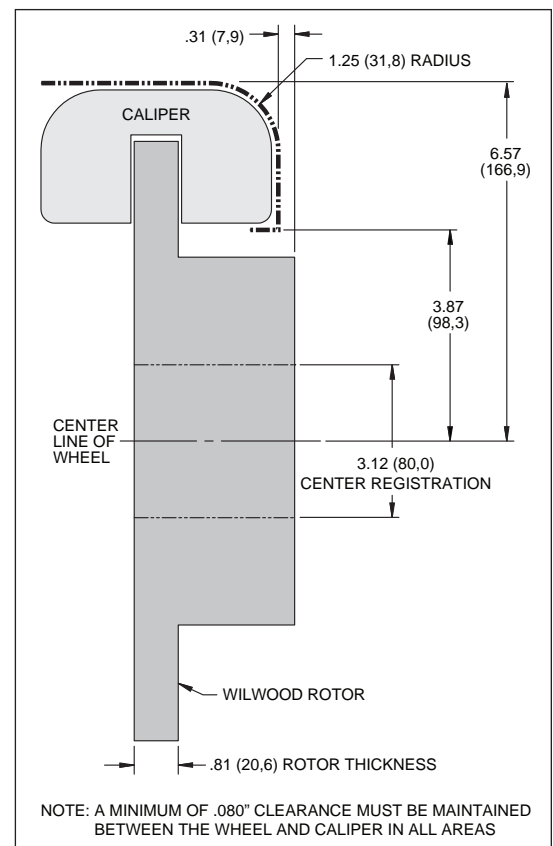 .31 (7,9)
1.25 (31,8) RADIUS
CALIPER
6.57
(166,9)
3.87
(98,3)
CENTER
LINE OF
WHEEL
3.12 (80,0)
CENTER REGISTRATION
WILWOOD ROTOR
.81 (20,6) ROTOR THICKNESS
NOTE: A MINIMUM OF .080" CLEARANCE MUST BE MAINTAINED
BETWEEN THE WHEEL AND CALIPER IN ALL AREAS